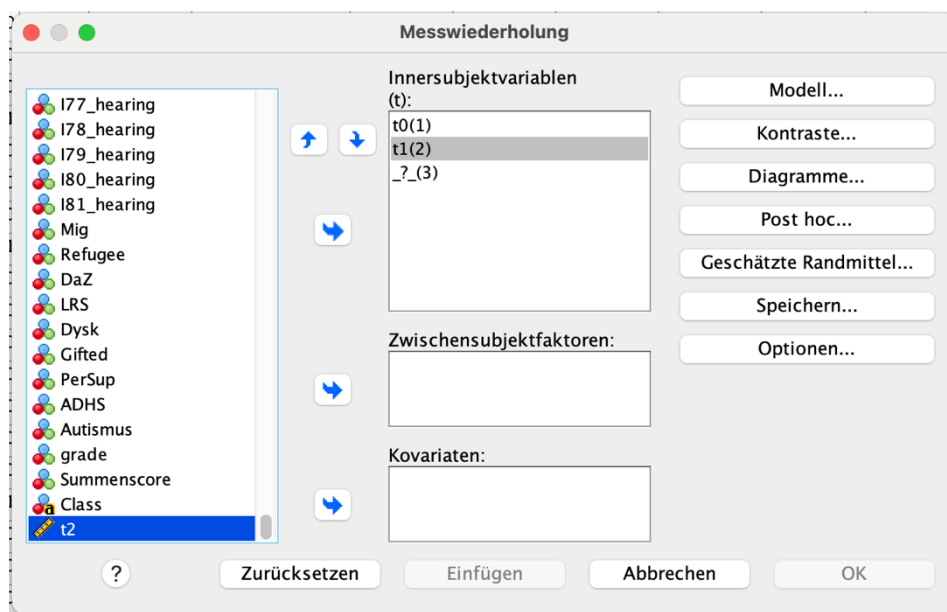 Messwiederholung
I77_hearing
I78_hearing
I79_hearing
I80_hearing
I81_hearing
Mig
Refugee
DaZ
LRS
Dysk
Gifted
PerSup
ADHS
Autismus
grade
Summenscore
a Class
t2
Innersubjektvariablen
(t):
t0(1)
t1(2)
_?_(3)
Zwischensubjektfaktoren:
Kovariaten:
Modell...
Kontraste...
Diagramme...
Post hoc...
Geschätzte Randmittel...
Speichern...
Optionen...
?
Zurücksetzen
Einfügen
Abbrechen
OK